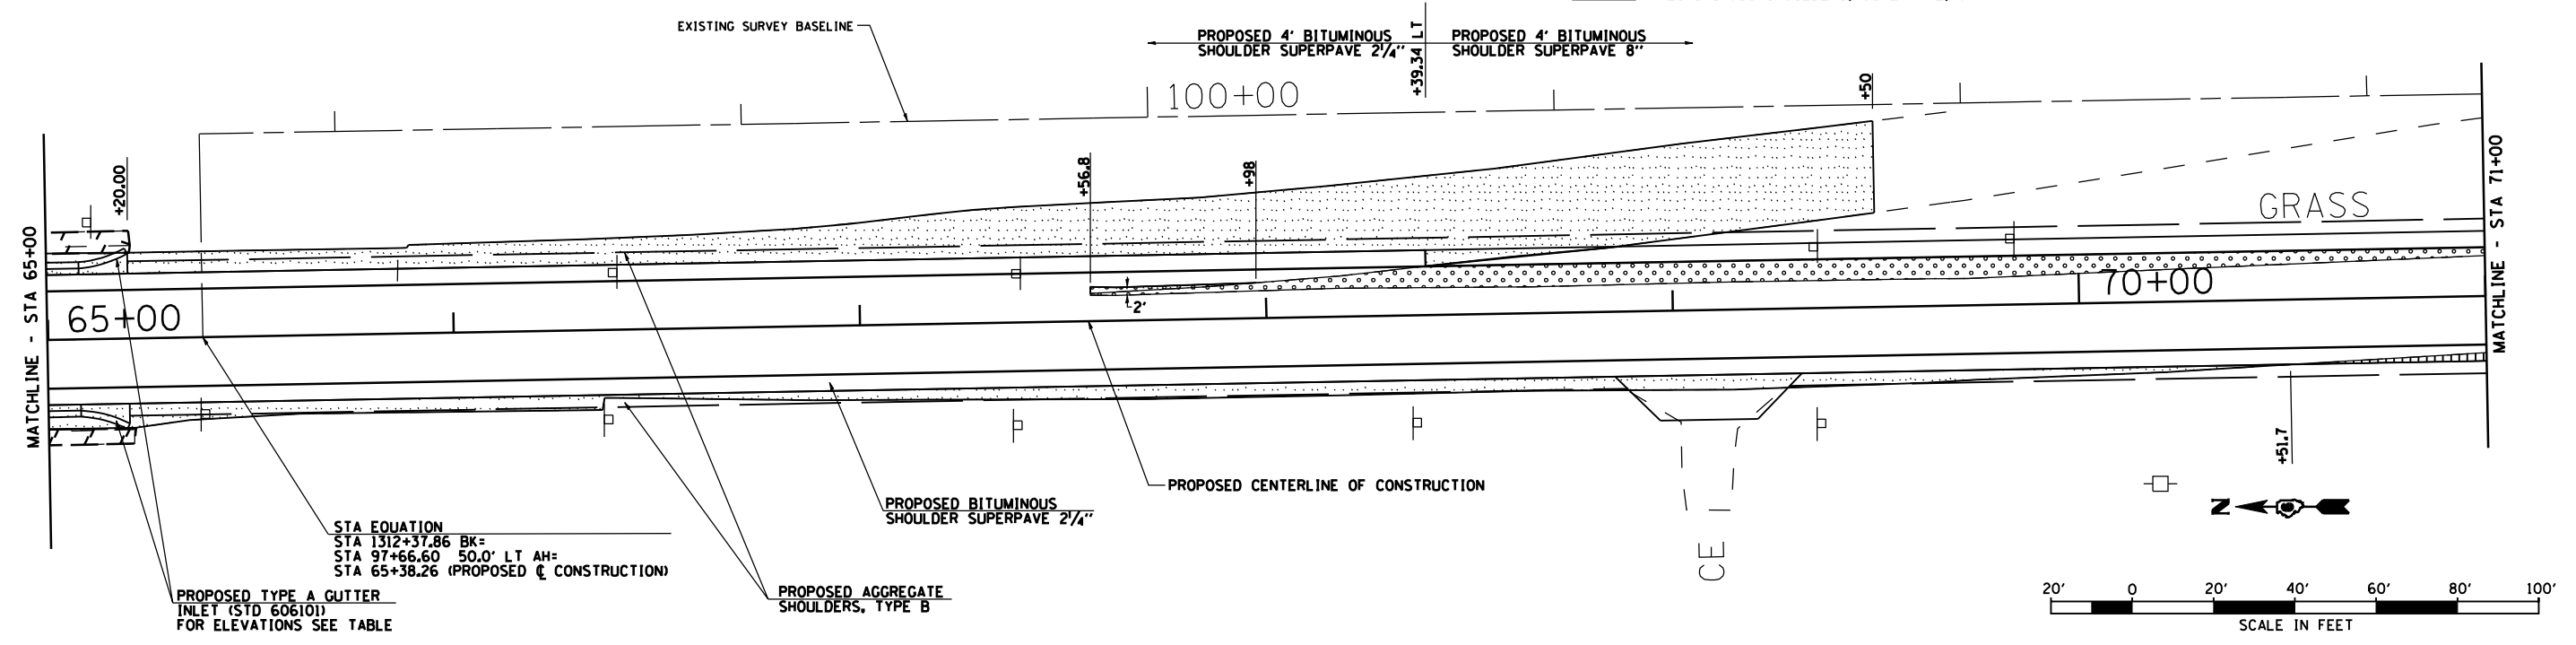 EXISTING SURVEY BASELINE
PROPOSED 4' BITUMINOUS
SHOULDER SUPERPAVE 2¼"
+39.34 LT
PROPOSED 4' BITUMINOUS
SHOULDER SUPERPAVE 8"
100+00
+50
MATCHLINE - STA 65+00
+20.00
+56.8
+98
GRASS
MATCHLINE - STA 71+00
65+00
2'
70+00
+51.7
PROPOSED CENTERLINE OF CONSTRUCTION
PROPOSED BITUMINOUS
SHOULDER SUPERPAVE 2¼"
N
STA EQUATION
STA 1312+37.86 BK=
STA 97+66.60 50.0' LT AH=
STA 65+38.26 (PROPOSED ℄ CONSTRUCTION)
CE
PROPOSED TYPE A GUTTER
INLET (STD 606101)
FOR ELEVATIONS SEE TABLE
PROPOSED AGGREGATE
SHOULDERS, TYPE B
20' 0 20' 40' 60' 80' 100'
SCALE IN FEET